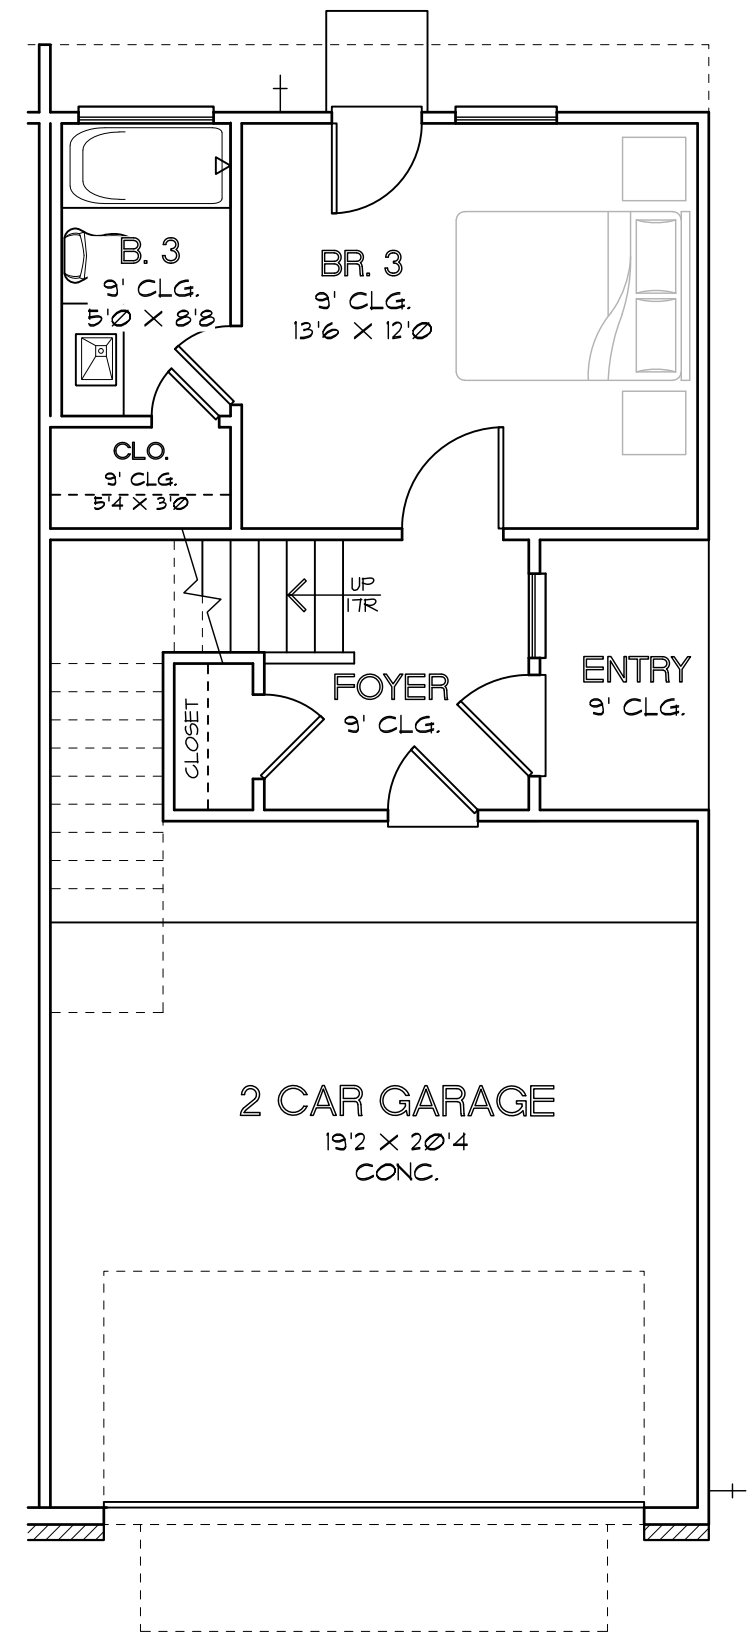 B. 3
9' CLG.
5'0 X 8'8
BR. 3
9' CLG.
13'6 X 12'0
CLO.
9' CLG.
5'4 X 3'0
UP
17R
FOYER
9' CLG.
ENTRY
9' CLG.
CLOSET
2 CAR GARAGE
19'2 X 20'4
CONC.